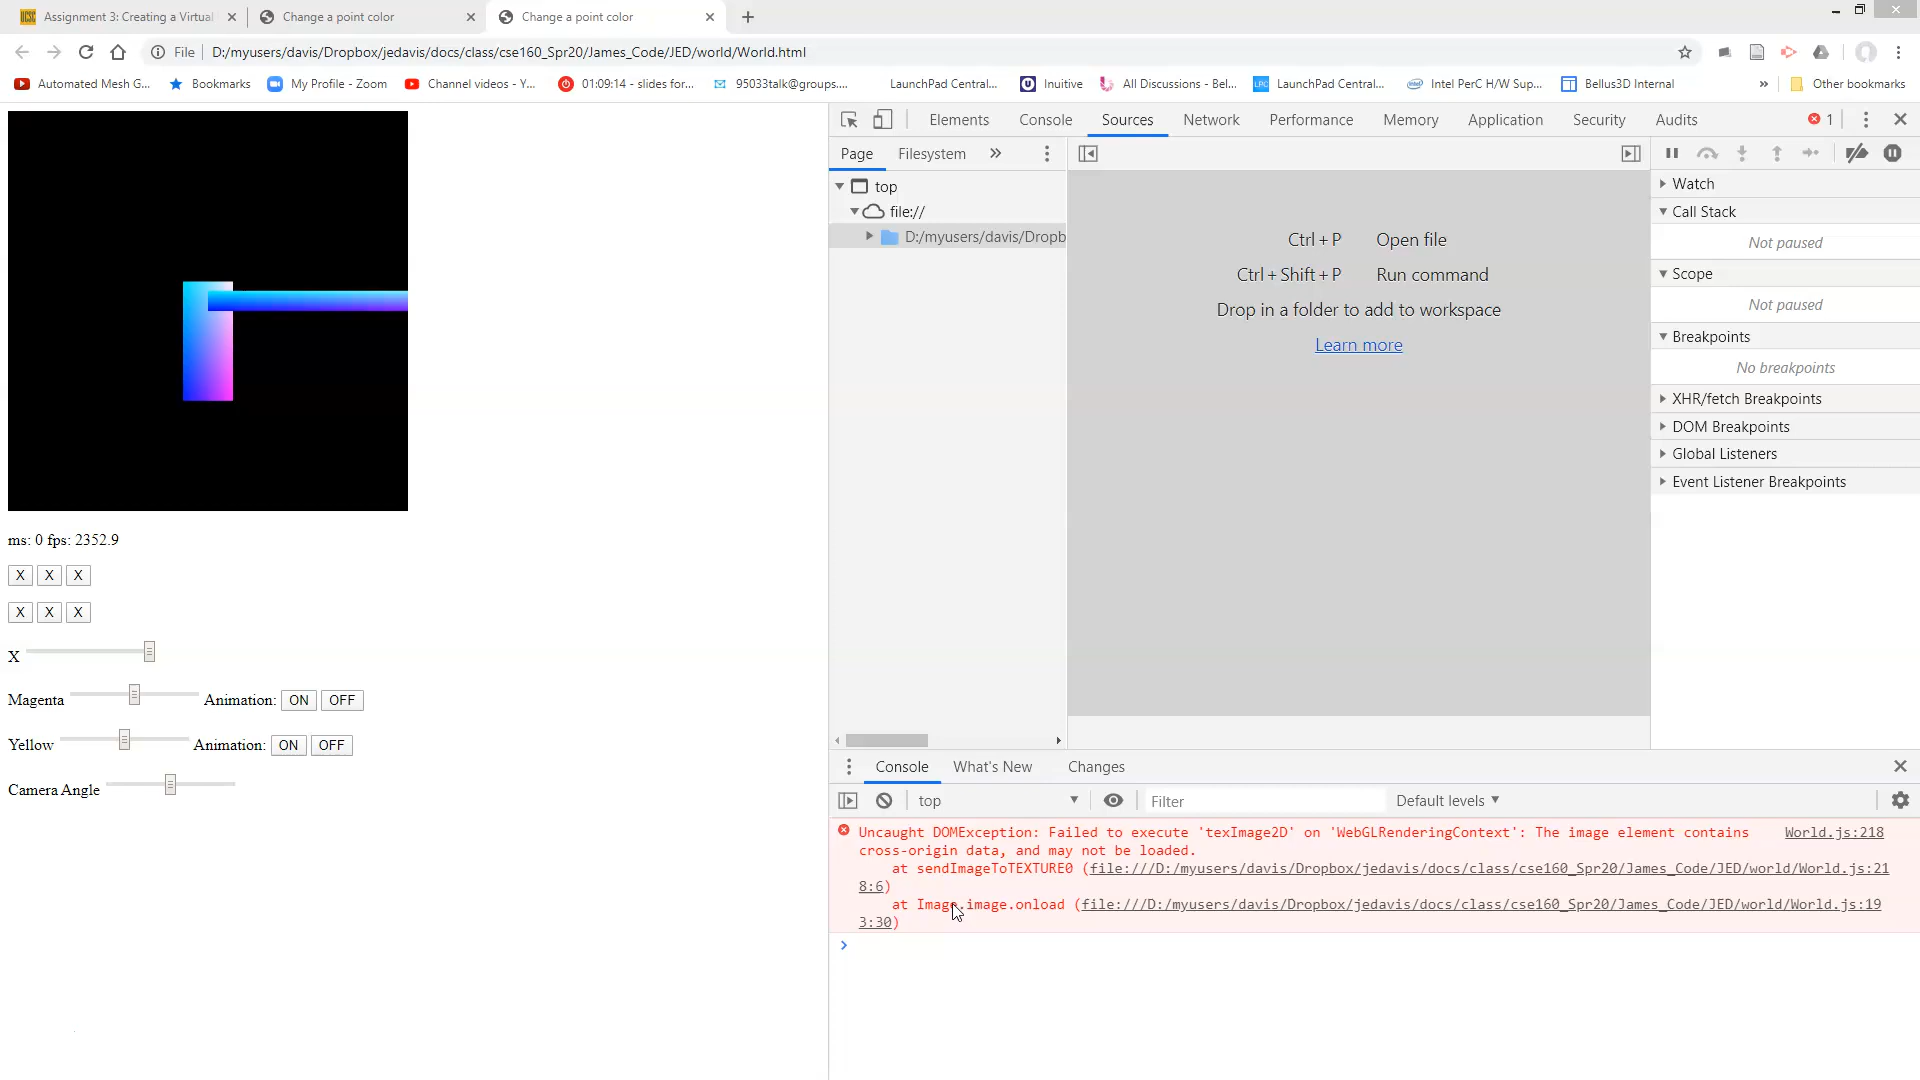 Assignment 3: Creating a Virtual
Change a point color
Change a point color
File
D:/myusers/davis/Dropbox/jedavis/docs/class/cse160_Spr20/James_Code/JED/world/World.html
Automated Mesh G...
Bookmarks
My Profile - Zoom
Channel videos - Y...
01:09:14 - slides for...
95033talk@groups....
LaunchPad Central...
Inuitive
All Discussions - Bel...
LPC
LaunchPad Central...
Intel PerC H/W Sup...
Bellus3D Internal
»
Other bookmarks
Elements
Console
Sources
Network
Performance
Memory
Application
Security
Audits
1
Page
Filesystem
»
top
file://
D:/myusers/davis/Dropb
Ctrl + P Open file
Ctrl + Shift + P Run command
Drop in a folder to add to workspace
Learn more
Watch
Call Stack
Not paused
Scope
Not paused
Breakpoints
No breakpoints
XHR/fetch Breakpoints
DOM Breakpoints
Global Listeners
Event Listener Breakpoints
ms: 0 fps: 2352.9
X X X
X X X
X
Magenta Animation: ON OFF
Yellow Animation: ON OFF
Camera Angle
Console
What's New
Changes
top
Filter
Default levels
Uncaught DOMException: Failed to execute 'texImage2D' on 'WebGLRenderingContext': The image element contains World.js:218
cross-origin data, and may not be loaded.
at sendImageToTEXTURE0 (file:///D:/myusers/davis/Dropbox/jedavis/docs/class/cse160_Spr20/James_Code/JED/world/World.js:21
8:6)
at Image.image.onload (file:///D:/myusers/davis/Dropbox/jedavis/docs/class/cse160_Spr20/James_Code/JED/world/World.js:19
3:30)